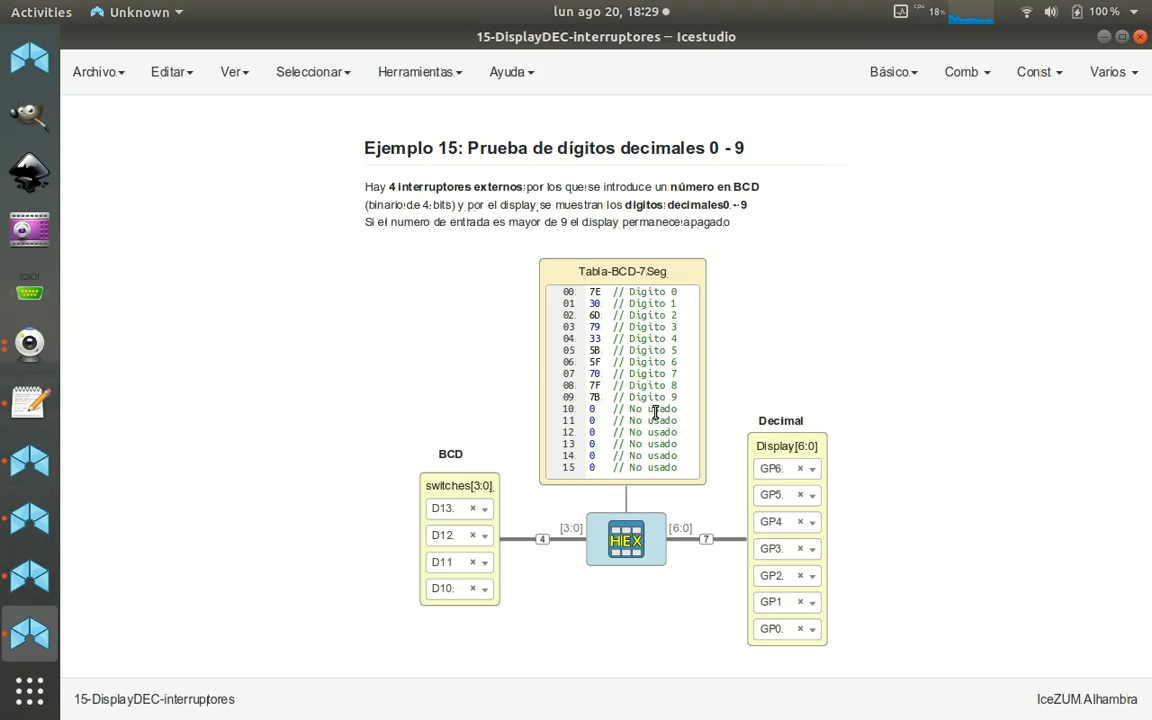 Activities Unknown lun ago 20, 18:29 cpu 18% 100 %
15-DisplayDEC-interruptores – Icestudio
Archivo Editar Ver Seleccionar Herramientas Ayuda Básico Comb Const Varios
Ejemplo 15: Prueba de dígitos decimales 0 - 9
Hay 4 interruptores externos por los que se introduce un número en BCD
(binario de 4 bits) y por el display se muestran los digitos decimales 0 - 9
Si el numero de entrada es mayor de 9 el display permanece apagado
Tabla-BCD-7Seg
00 7E // Digito 0
01 30 // Digito 1
02 6D // Digito 2
03 79 // Digito 3
04 33 // Digito 4
05 5B // Digito 5
06 5F // Digito 6
07 70 // Digito 7
08 7F // Digito 8
09 7B // Digito 9
10 0 // No usado
11 0 // No usado
12 0 // No usado
13 0 // No usado
14 0 // No usado
15 0 // No usado
BCD
switches[3:0]
D13
D12
D11
D10
4
[3:0]
HEX
[6:0]
7
Decimal
Display[6:0]
GP6
GP5
GP4
GP3
GP2
GP1
GP0
15-DisplayDEC-interruptores IceZUM Alhambra